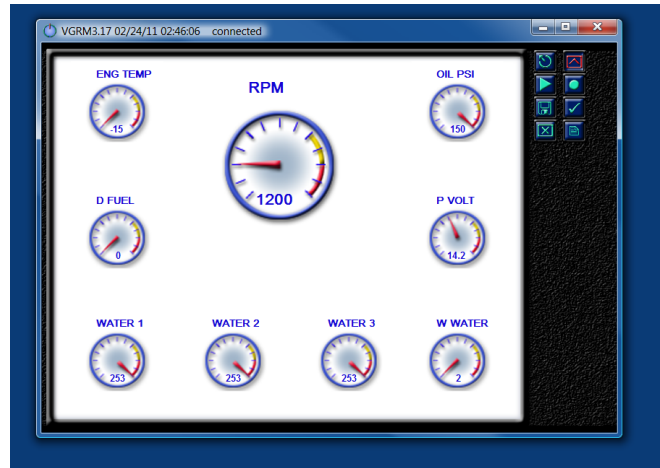 VGRM3.17 02/24/11 02:46:06 connected
ENG TEMP
-15
RPM
1200
OIL PSI
150
D FUEL
0
P VOLT
14.2
WATER 1
253
WATER 2
253
WATER 3
253
W WATER
2